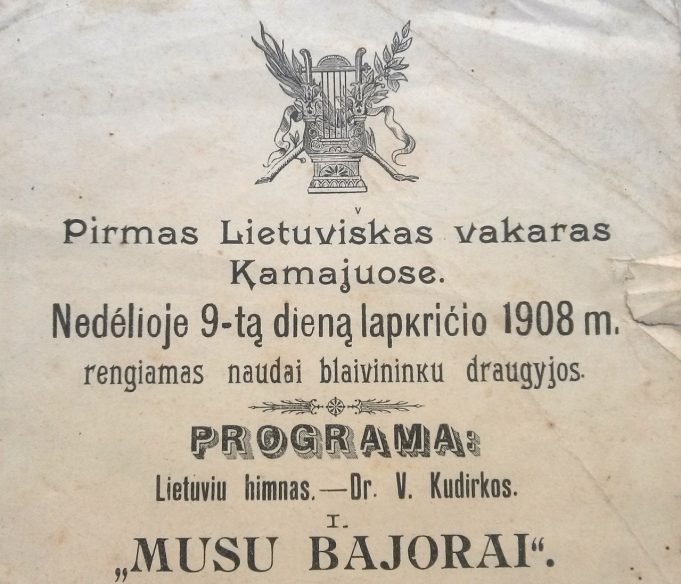 Pirmas Lietuviškas vakaras
Kamajuose.
Nedėlioje 9-tą dieną lapkričio 1908 m.
rengiamas naudai blaivininku draugyjos.
PROGRAMA:
Lietuviu himnas.—Dr. V. Kudirkos.
I.
„MUSU BAJORAI“.